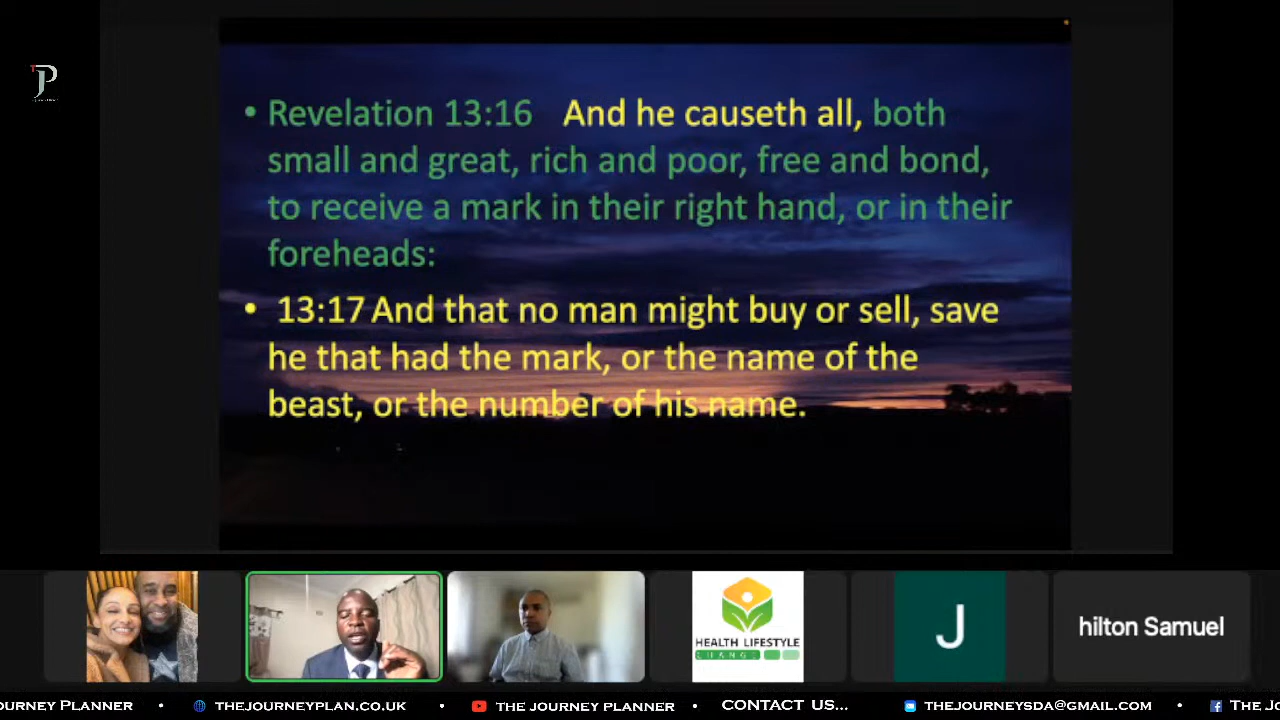 JP
• Revelation 13:16 And he causeth all, both
small and great, rich and poor, free and bond,
to receive a mark in their right hand, or in their
foreheads:
• 13:17 And that no man might buy or sell, save
he that had the mark, or the name of the
beast, or the number of his name.
HEALTH LIFESTYLE
CHANGE
J
hilton Samuel
OURNEY PLANNER • THEJOURNEYPLAN.CO.UK • THE JOURNEY PLANNER • CONTACT US... THEJOURNEYSDA@GMAIL.COM • THE JO